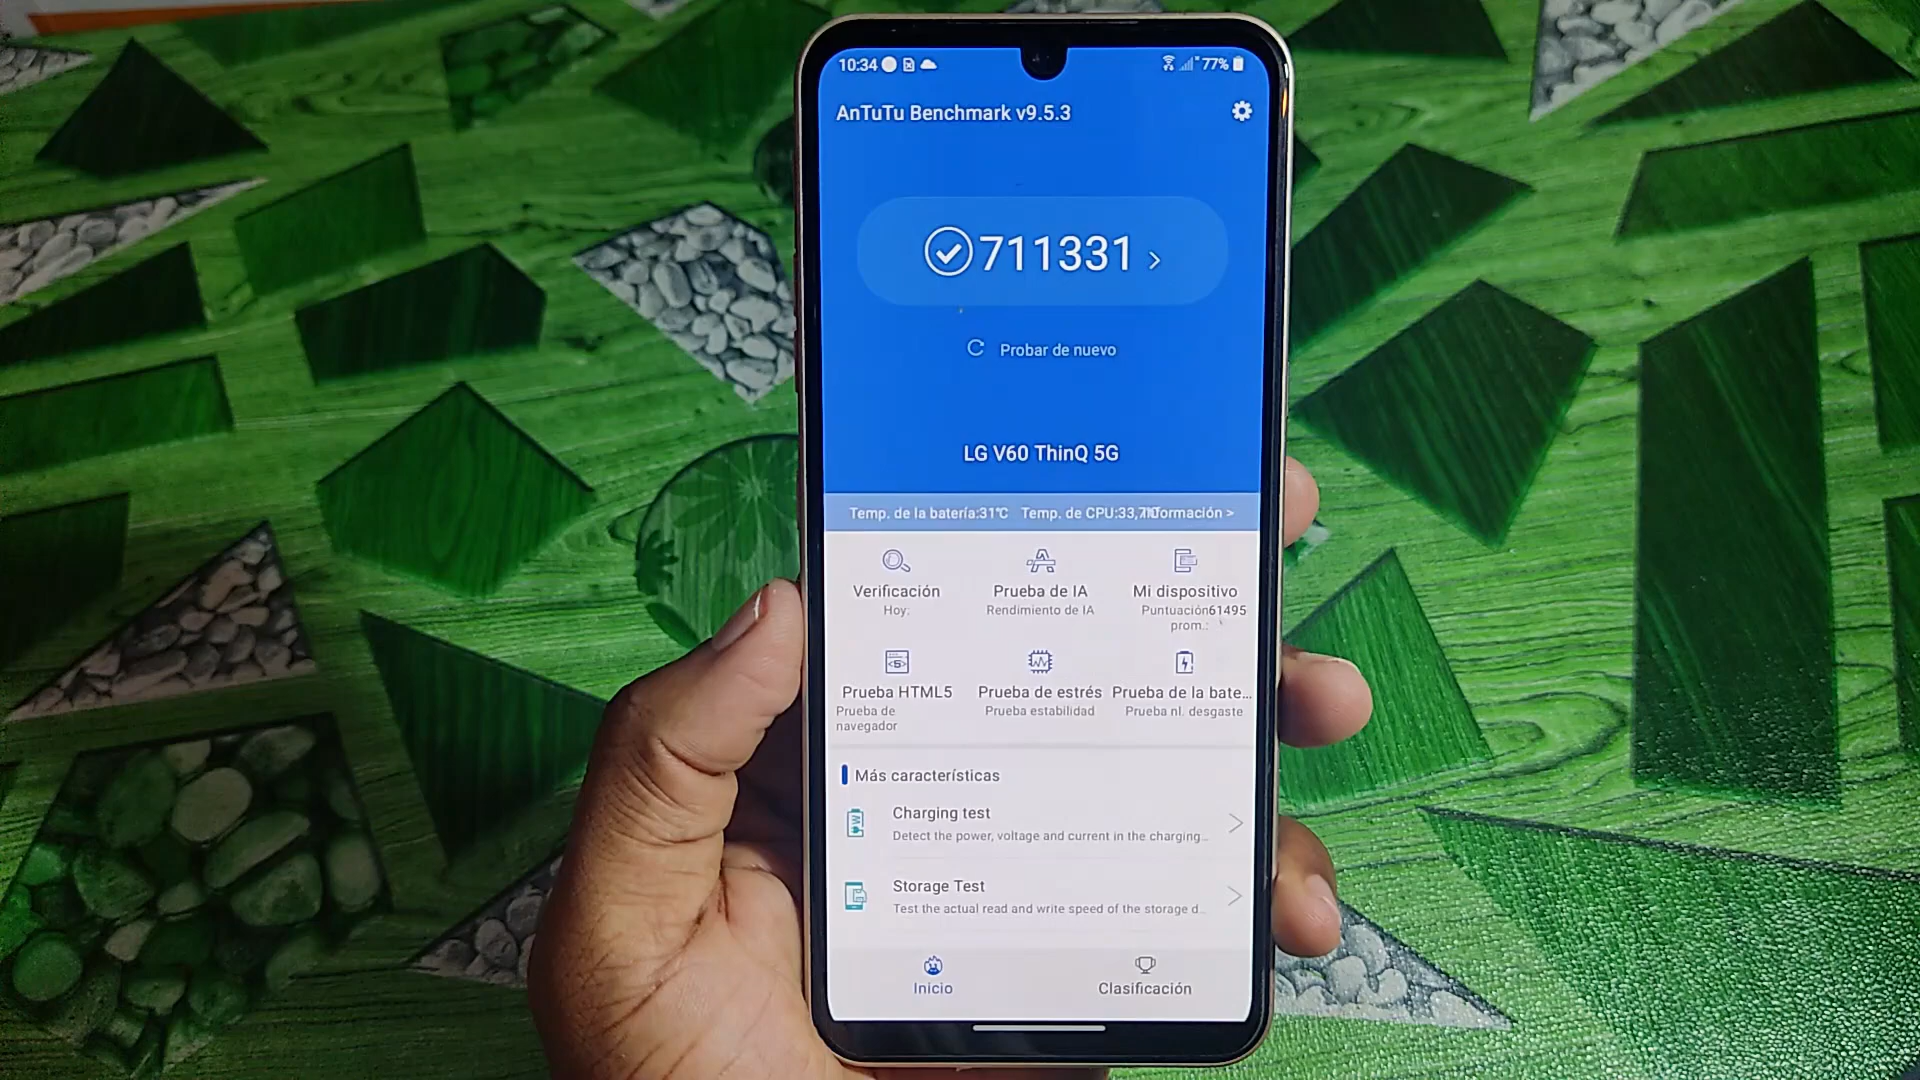 10:34 77%
AnTuTu Benchmark v9.5.3
711331 >
Probar de nuevo
LG V60 ThinQ 5G
Temp. de la batería:31°C Temp. de CPU:33,7 Información >
Verificación Prueba de IA Mi dispositivo
Hoy: Rendimiento de IA Puntuación61495
prom.:
Prueba HTML5 Prueba de estrés Prueba de la bate...
Prueba de Prueba estabilidad Prueba nl. desgaste
navegador
Más características
Charging test
Detect the power, voltage and current in the charging...
Storage Test
Test the actual read and write speed of the storage d...
Inicio Clasificación